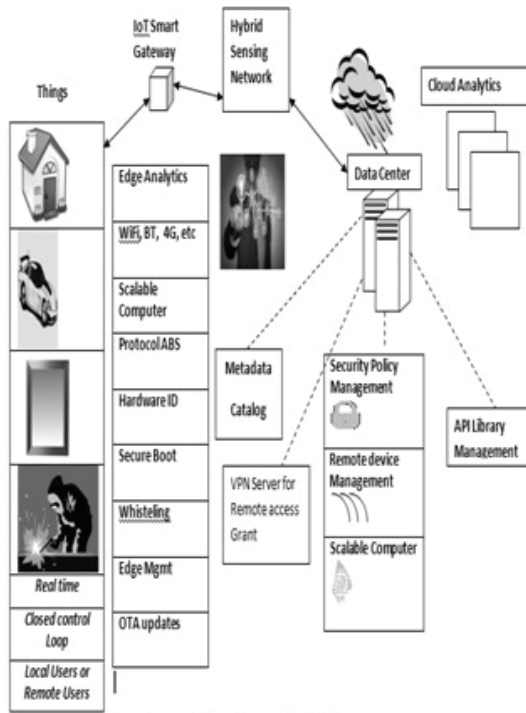 IoT Smart
Gateway
Hybrid
Sensing
Network
Cloud Analytics
Things
Data Center
Edge Analytics
WiFi, BT, 4G, etc
Scalable
Computer
Protocol ABS
Hardware ID
Secure Boot
Whisteling
Edge Mgmt
OTA updates
Real time
Closed control
Loop
Local Users or
Remote Users
Metadata
Catalog
VPN Server for
Remote access
Grant
Security Policy
Management
Remote device
Management
Scalable Computer
API Library
Management